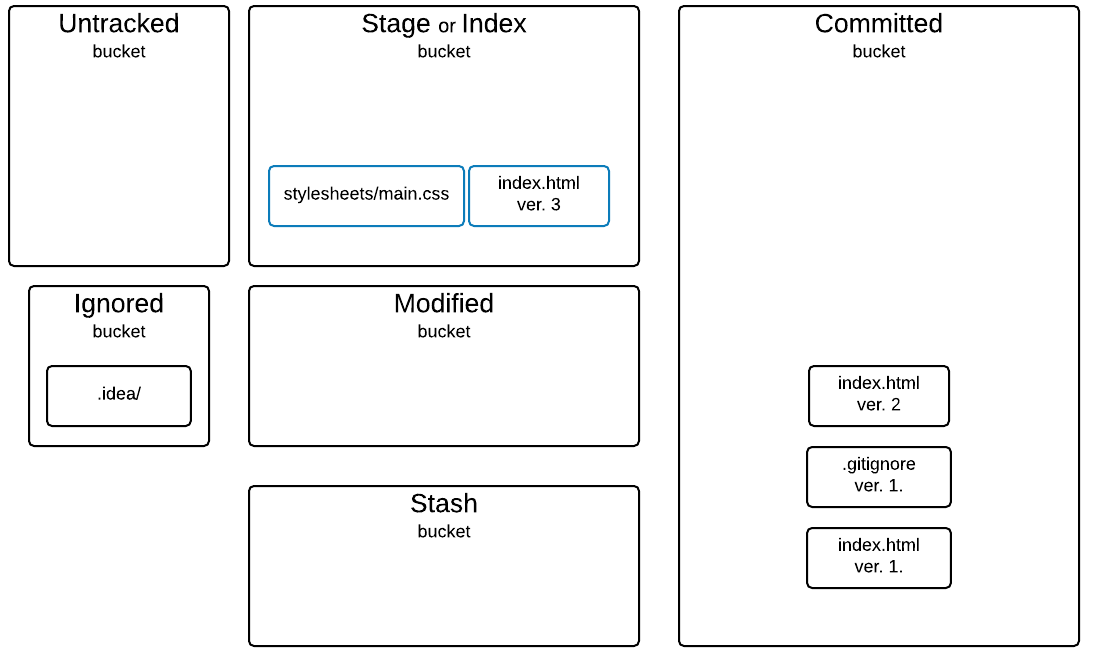 Untracked
bucket
Stage or Index
bucket
stylesheets/main.css
index.html
ver. 3
Committed
bucket
Ignored
bucket
.idea/
Modified
bucket
Stash
bucket
index.html
ver. 2
.gitignore
ver. 1.
index.html
ver. 1.